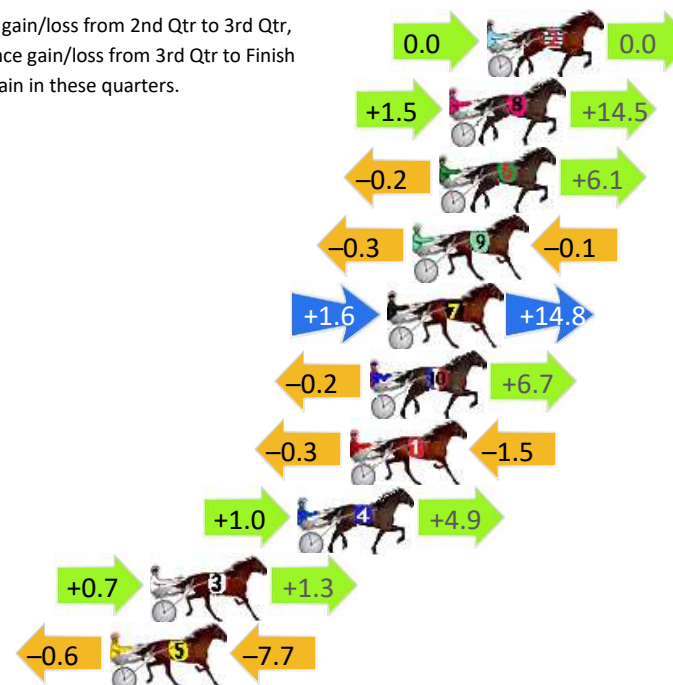 gain/loss from 2nd Qtr to 3rd Qtr,
nce gain/loss from 3rd Qtr to Finish
ain in these quarters.
0.0 0.0
+1.5 8 +14.5
–0.2 +6.1
–0.3 9 –0.1
+1.6 7 +14.8
–0.2 10 +6.7
–0.3 1 –1.5
+1.0 4 +4.9
+0.7 3 +1.3
–0.6 5 –7.7